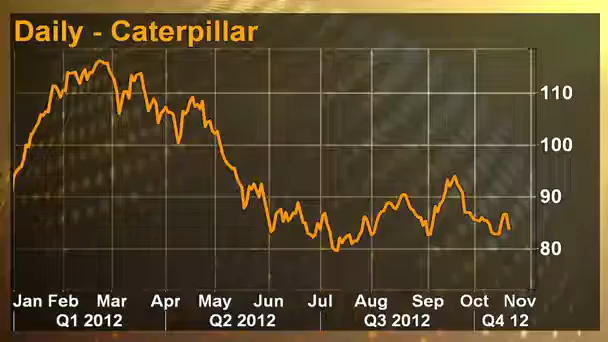 Daily - Caterpillar
110
100
90
80
Jan Feb Mar Apr May Jun Jul Aug Sep Oct Nov
Q1 2012 Q2 2012 Q3 2012 Q4 12